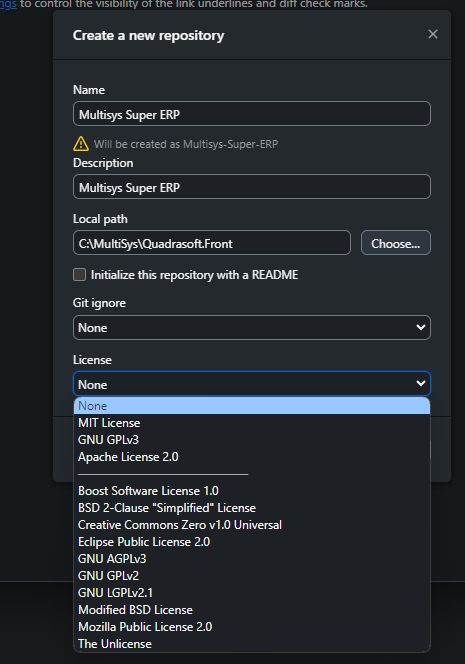 ngs to control the visibility of the link underlines and diff check marks.
Create a new repository
Name
Multisys Super ERP
Will be created as Multisys-Super-ERP
Description
Multisys Super ERP
Local path
C:\MultiSys\Quadrasoft.Front
Choose...
Initialize this repository with a README
Git ignore
None
License
None
None
MIT License
GNU GPLv3
Apache License 2.0
Boost Software License 1.0
BSD 2-Clause "Simplified" License
Creative Commons Zero v1.0 Universal
Eclipse Public License 2.0
GNU AGPLv3
GNU GPLv2
GNU LGPLv2.1
Modified BSD License
Mozilla Public License 2.0
The Unlicense